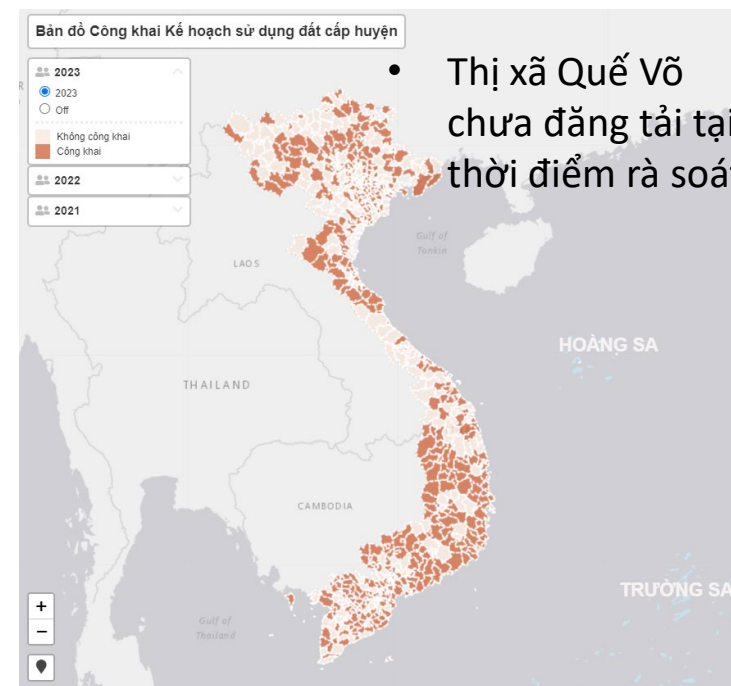 Bản đồ Công khai Kế hoạch sử dụng đất cấp huyện
2023
2023
Off
Không công khai
Công khai
2022
2021
• Thị xã Quế Võ
chưa đăng tải tại
thời điểm rà soát
Gulf of
Tonkin
LAOS
HOÀNG SA
THAILAND
CAMBODIA
TRƯỜNG SA
Gulf of
Thailand
+
−